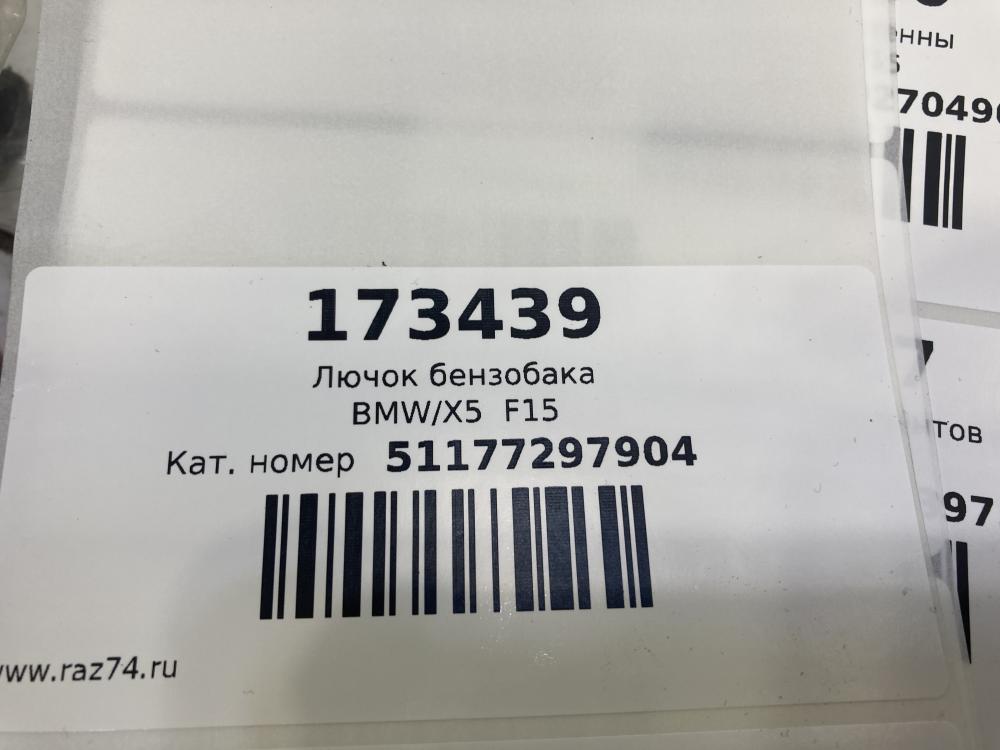 173439
Лючок бензобака
BMW/X5 F15
Кат. номер 51177297904
www.raz74.ru